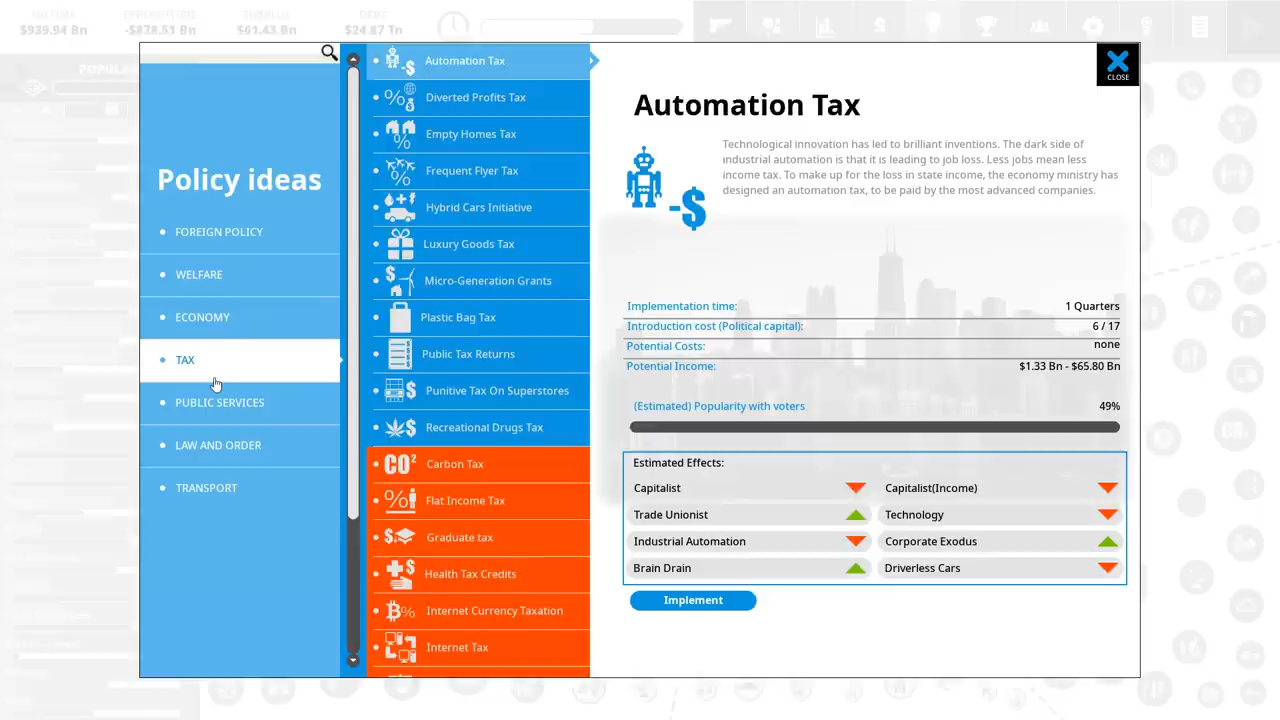 INCOME
EXPENDITURE
SURPLUS
DEBT
$939.94 Bn
-$878.51 Bn
$61.43 Bn
$24.87 Tn
Policy ideas
FOREIGN POLICY
WELFARE
ECONOMY
TAX
PUBLIC SERVICES
LAW AND ORDER
TRANSPORT
Automation Tax
Diverted Profits Tax
Empty Homes Tax
Frequent Flyer Tax
Hybrid Cars Initiative
Luxury Goods Tax
Micro-Generation Grants
Plastic Bag Tax
Public Tax Returns
Punitive Tax On Superstores
Recreational Drugs Tax
CO² Carbon Tax
Flat Income Tax
Graduate tax
Health Tax Credits
Internet Currency Taxation
Internet Tax
CLOSE
Automation Tax
-$
Technological innovation has led to brilliant inventions. The dark side of
industrial automation is that it is leading to job loss. Less jobs mean less
income tax. To make up for the loss in state income, the economy ministry has
designed an automation tax, to be paid by the most advanced companies.
Implementation time: 1 Quarters
Introduction cost (Political capital): 6 / 17
Potential Costs: none
Potential Income: $1.33 Bn - $65.80 Bn
(Estimated) Popularity with voters 49%
Estimated Effects:
Capitalist Capitalist(Income)
Trade Unionist Technology
Industrial Automation Corporate Exodus
Brain Drain Driverless Cars
Implement